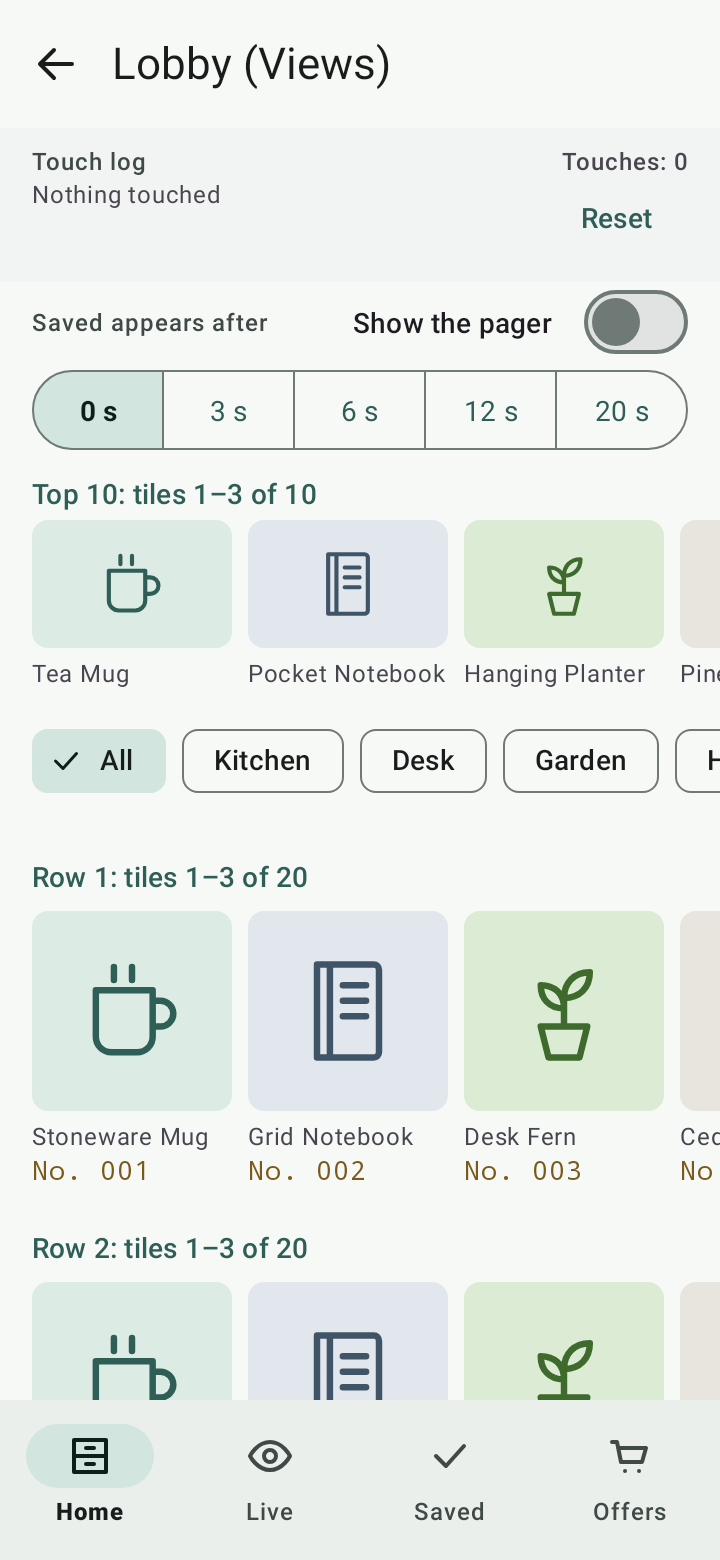 Lobby (Views)
Touch log
Touches: 0
Nothing touched
Reset
Saved appears after
Show the pager
0 s
3 s
6 s
12 s
20 s
Top 10: tiles 1–3 of 10
Tea Mug
Pocket Notebook
Hanging Planter
All
Kitchen
Desk
Garden
Row 1: tiles 1–3 of 20
Stoneware Mug
Grid Notebook
Desk Fern
No. 001
No. 002
No. 003
No
Row 2: tiles 1–3 of 20
Home
Live
Saved
Offers